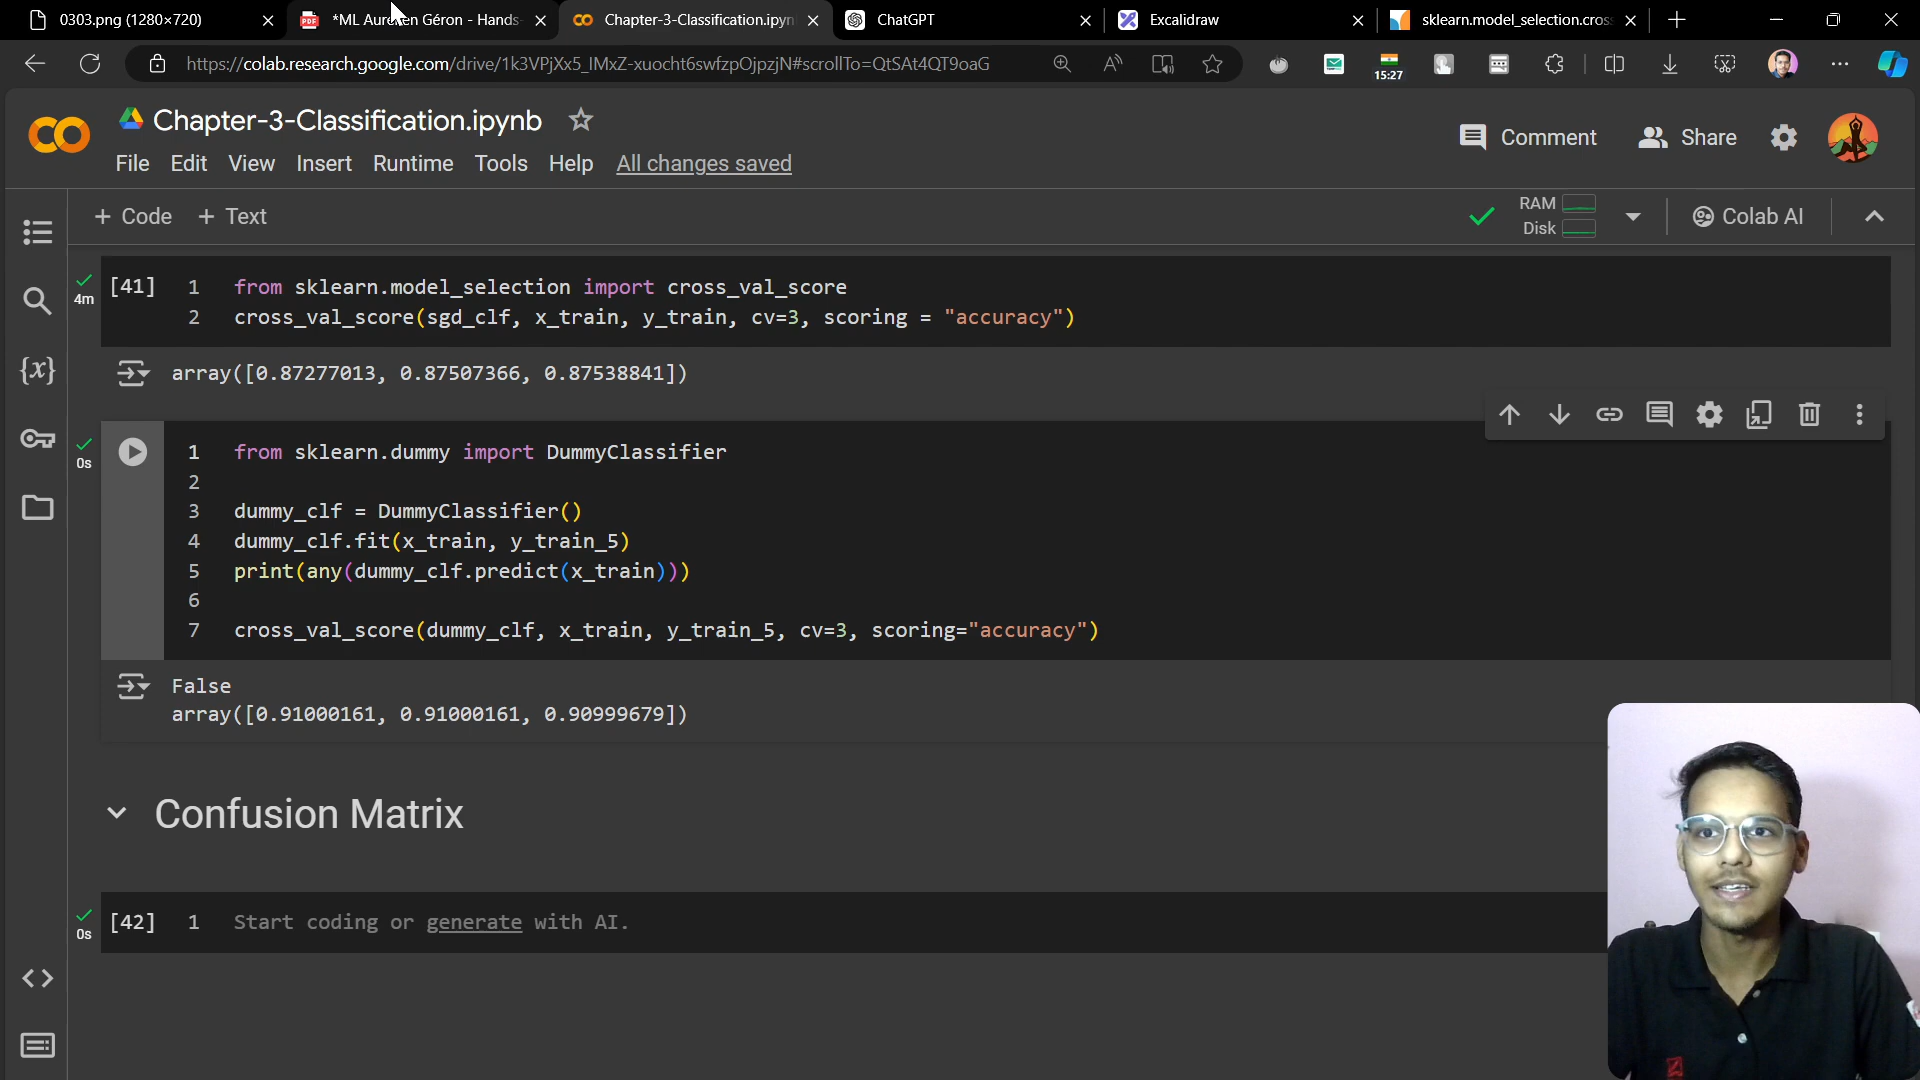 0303.png (1280×720)
*ML Aurelien Géron - Hands-
Chapter-3-Classification.ipyn
ChatGPT
Excalidraw
sklearn.model_selection.cros
https://colab.research.google.com/drive/1k3VPjXx5_IMxZ-xuocht6swfzpOjpzjN#scrollTo=QtSAt4QT9oaG
15:27
Chapter-3-Classification.ipynb
Comment
Share
File Edit View Insert Runtime Tools Help All changes saved
+ Code + Text
RAM
Disk
Colab AI
4m
[41]
1 from sklearn.model_selection import cross_val_score
2 cross_val_score(sgd_clf, x_train, y_train, cv=3, scoring = "accuracy")
array([0.87277013, 0.87507366, 0.87538841])
0s
1 from sklearn.dummy import DummyClassifier
2
3 dummy_clf = DummyClassifier()
4 dummy_clf.fit(x_train, y_train_5)
5 print(any(dummy_clf.predict(x_train)))
6
7 cross_val_score(dummy_clf, x_train, y_train_5, cv=3, scoring="accuracy")
False
array([0.91000161, 0.91000161, 0.90999679])
Confusion Matrix
0s
[42]
1 Start coding or generate with AI.